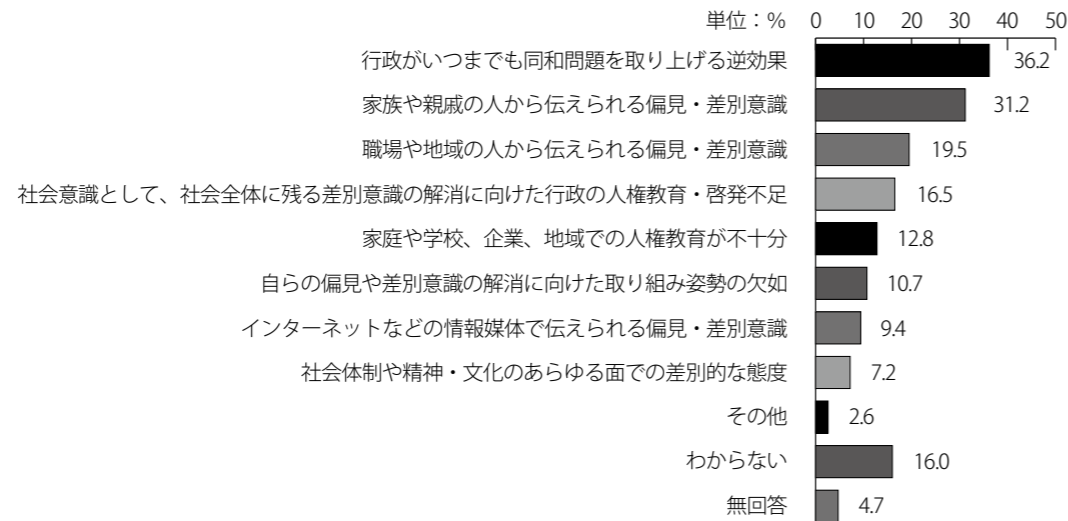 単位：% 0 10 20 30 40 50
行政がいつまでも同和問題を取り上げる逆効果 36.2
家族や親戚の人から伝えられる偏見・差別意識 31.2
職場や地域の人から伝えられる偏見・差別意識 19.5
社会意識として、社会全体に残る差別意識の解消に向けた行政の人権教育・啓発不足 16.5
家庭や学校、企業、地域での人権教育が不十分 12.8
自らの偏見や差別意識の解消に向けた取り組み姿勢の欠如 10.7
インターネットなどの情報媒体で伝えられる偏見・差別意識 9.4
社会体制や精神・文化のあらゆる面での差別的な態度 7.2
その他 2.6
わからない 16.0
無回答 4.7